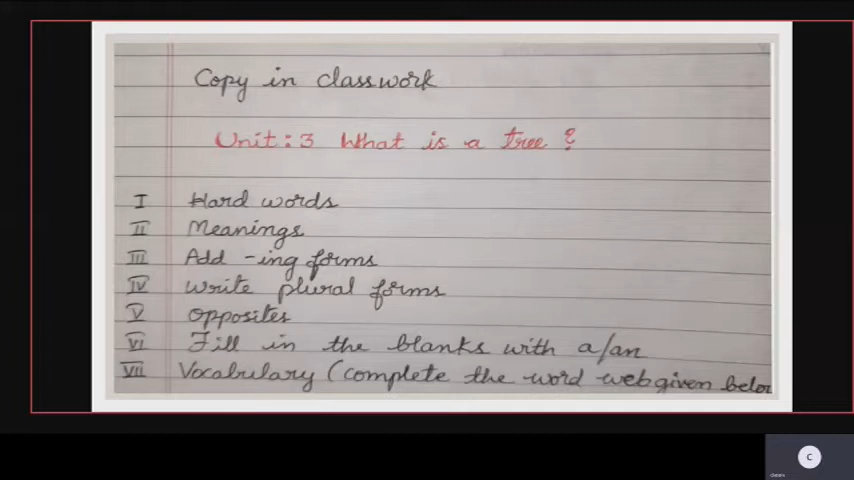 Copy in classwork
Unit: 3 What is a tree?
I Hard words
II Meanings
III Add -ing forms
IV Write plural forms
V Opposites
VI Fill in the blanks with a/an
VII Vocabulary (complete the word web given below
C